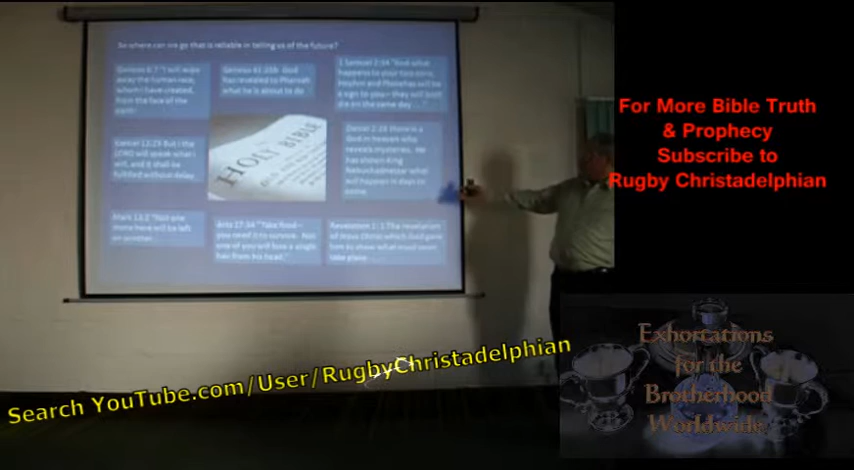 So where can we go that is reliable in telling us of the future?
Genesis 6:7 "I will wipe
away the human race,
whom I have created,
from the face of the
earth
Genesis 41:25b God
has revealed to Pharaoh
what he is about to do
1 Samuel 2:34 "And what
happens to your two sons,
Hophni and Phinehas will be
a sign to you – they will both
die on the same day
12:25 But I the
LORD will speak what I
will, and it shall be
fulfilled without delay
HOLY BIBLE
Daniel 2:28 there is a
God in heaven who
reveals mysteries. He
has shown King
Nebuchadnezzar what
will happen in days to
come
Mark 13:2 "Not one
stone here will be left
on another
Acts 27:34 "Take food –
you need it to survive. Not
one of you will lose a single
hair from his head."
Revelation 1:1 The revelation
of Jesus Christ which God gave
him to show what must soon
take place
For More Bible Truth
& Prophecy
Subscribe to
Rugby Christadelphian
Exhortations
for the
Brotherhood
Worldwide
Search YouTube.com/User/RugbyChristadelphian